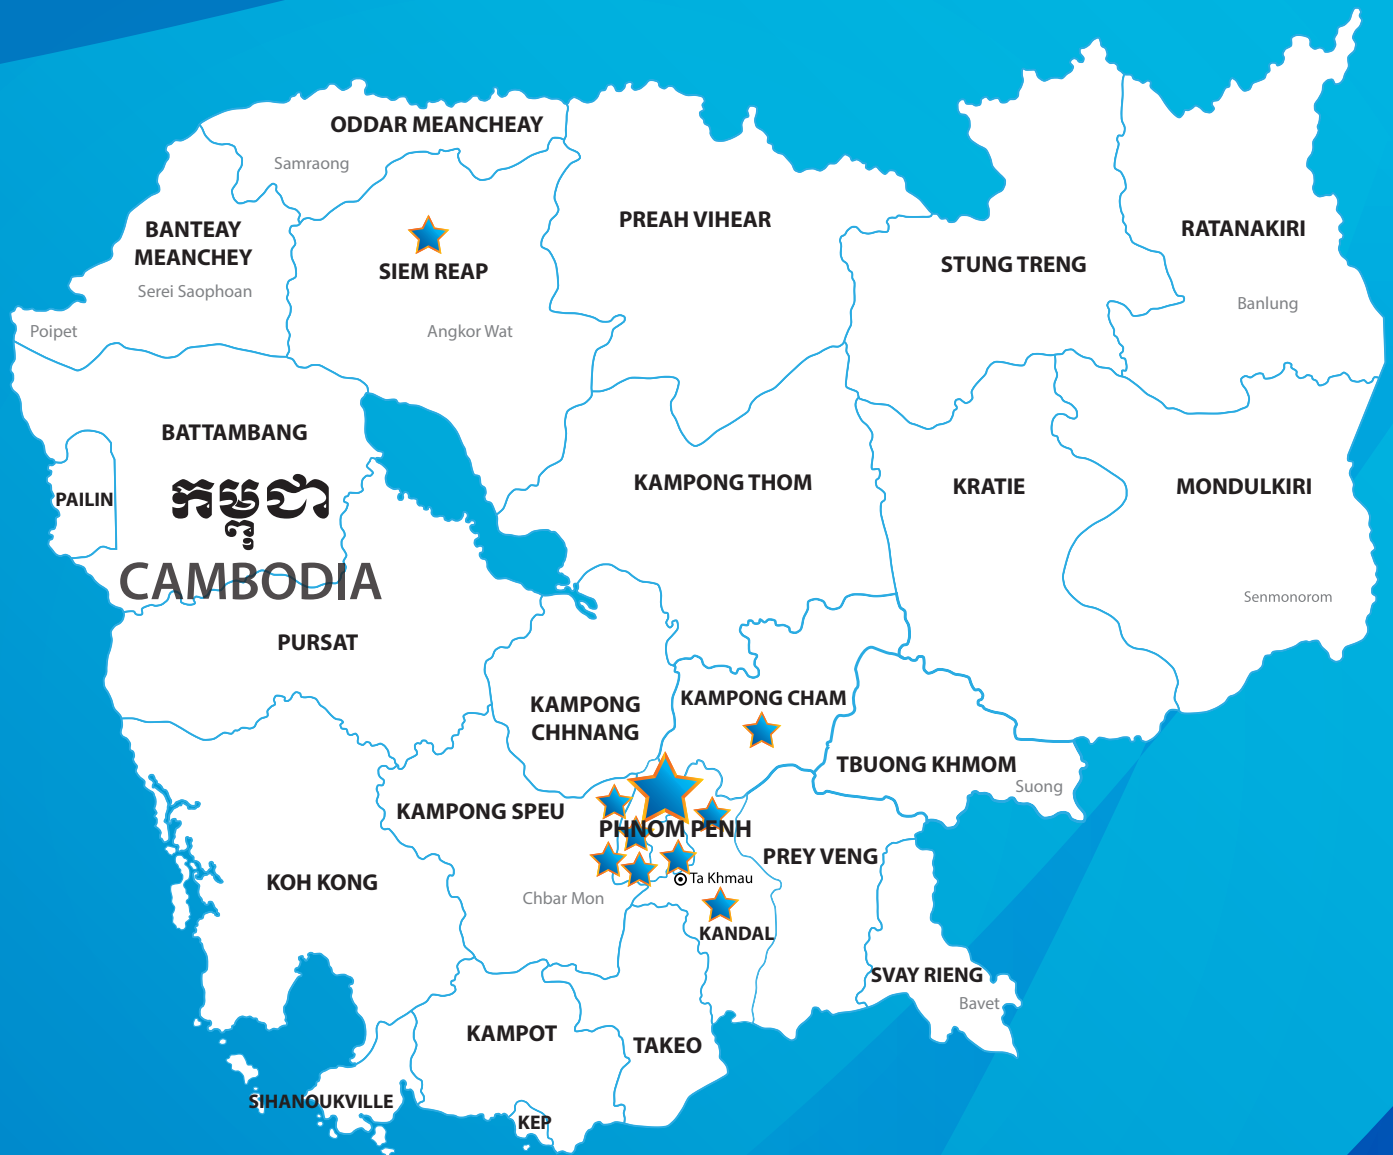 ODDAR MEANCHEAY
Samraong
BANTEAY
MEANCHEY
Serei Saophoan
Poipet
SIEM REAP
Angkor Wat
PREAH VIHEAR
STUNG TRENG
RATANAKIRI
Banlung
BATTAMBANG
PAILIN
កម្ពុជា
CAMBODIA
KAMPONG THOM
KRATIE
MONDULKIRI
Senmonorom
PURSAT
KAMPONG
CHHNANG
KAMPONG CHAM
TBUONG KHMOM
Suong
KAMPONG SPEU
PHNOM PENH
PREY VENG
Ta Khmau
KOH KONG
Chbar Mon
KANDAL
SVAY RIENG
Bavet
KAMPOT
TAKEO
SIHANOUKVILLE
KEP